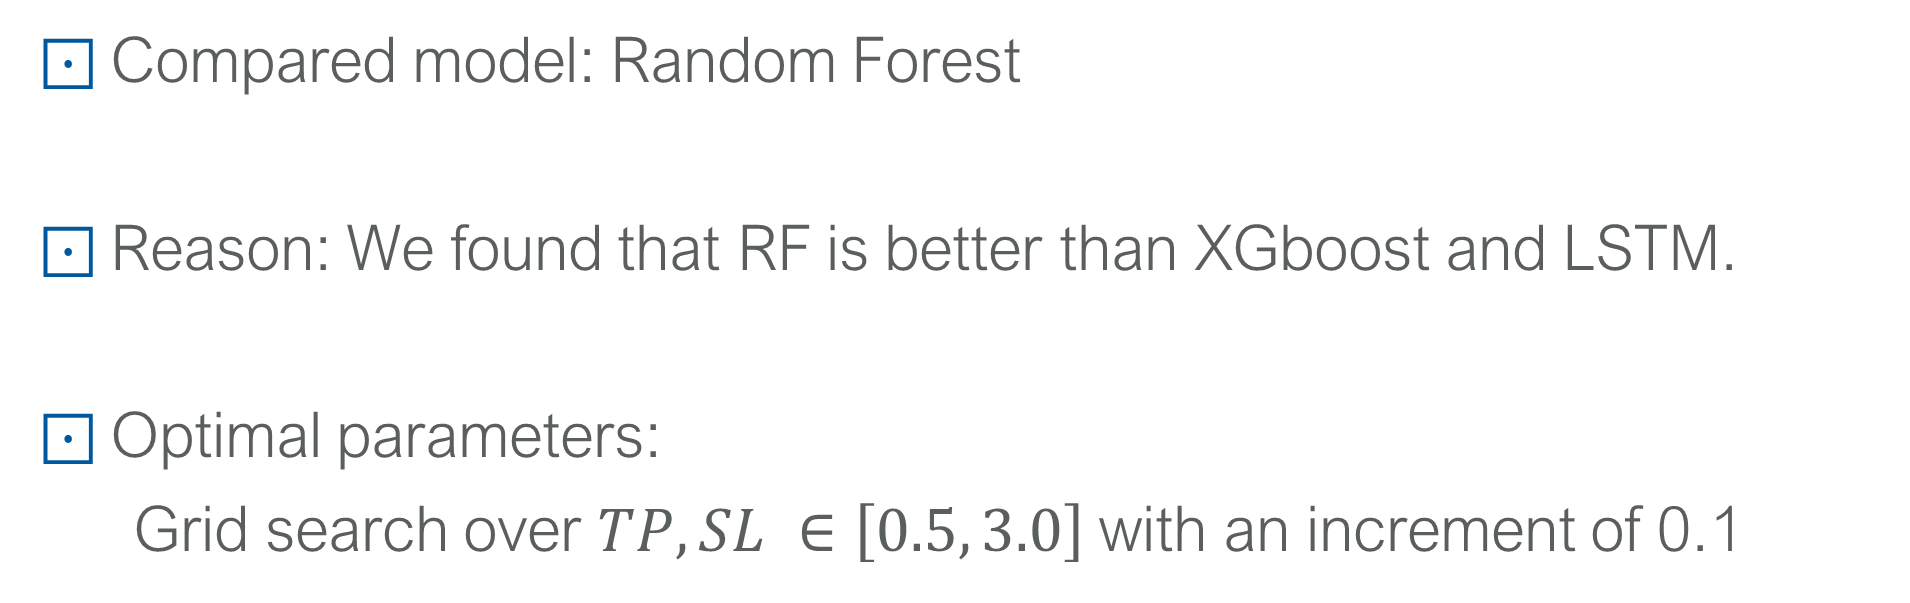 Compared model: Random Forest
Reason: We found that RF is better than XGboost and LSTM.
Optimal parameters:
Grid search over TP, SL ∈ [0.5, 3.0] with an increment of 0.1